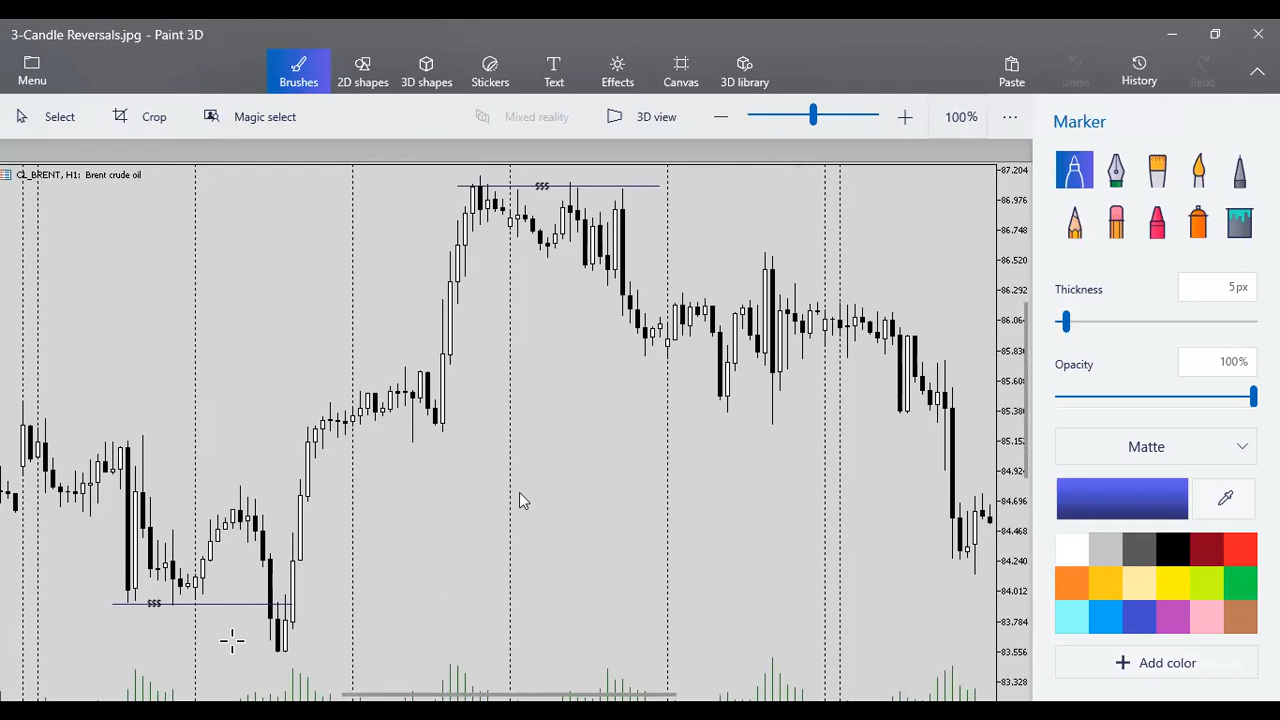 3-Candle Reversals.jpg - Paint 3D
Menu
Brushes
2D shapes
3D shapes
Stickers
Text
Effects
Canvas
3D library
Paste
Undo
History
Redo
Select
Crop
Magic select
Mixed reality
3D view
100%
Marker
CL_BRENT, H1: Brent crude oil
$$$
$$$
87.204
86.976
86.748
86.520
86.292
86.064
85.836
85.608
85.380
85.152
84.924
84.696
84.468
84.240
84.012
83.784
83.556
83.328
Thickness
5px
Opacity
100%
Matte
Add color